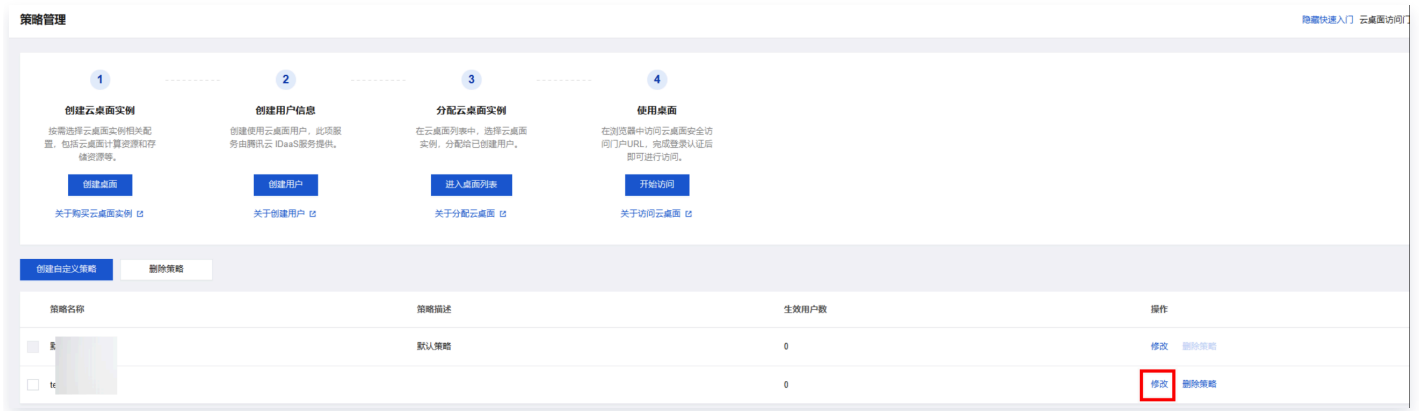 策略管理
隐藏快速入门 云桌面访问门
1
2
3
4
创建云桌面实例
创建用户信息
分配云桌面实例
使用桌面
按需选择云桌面实例相关配
置，包括云桌面计算资源和存
储资源等。
创建使用云桌面用户，此项服
务由腾讯云 IDaaS服务提供。
在云桌面列表中，选择云桌面
实例，分配给已创建用户。
在浏览器中访问云桌面安全访
问门户URL，完成登录认证后
即可进行访问。
创建桌面
创建用户
进入桌面列表
开始访问
关于购买云桌面实例
关于创建用户
关于分配云桌面
关于访问云桌面
创建自定义策略 删除策略
策略名称 策略描述 生效用户数 操作
默认策略 0 修改 删除策略
te 0 修改 删除策略